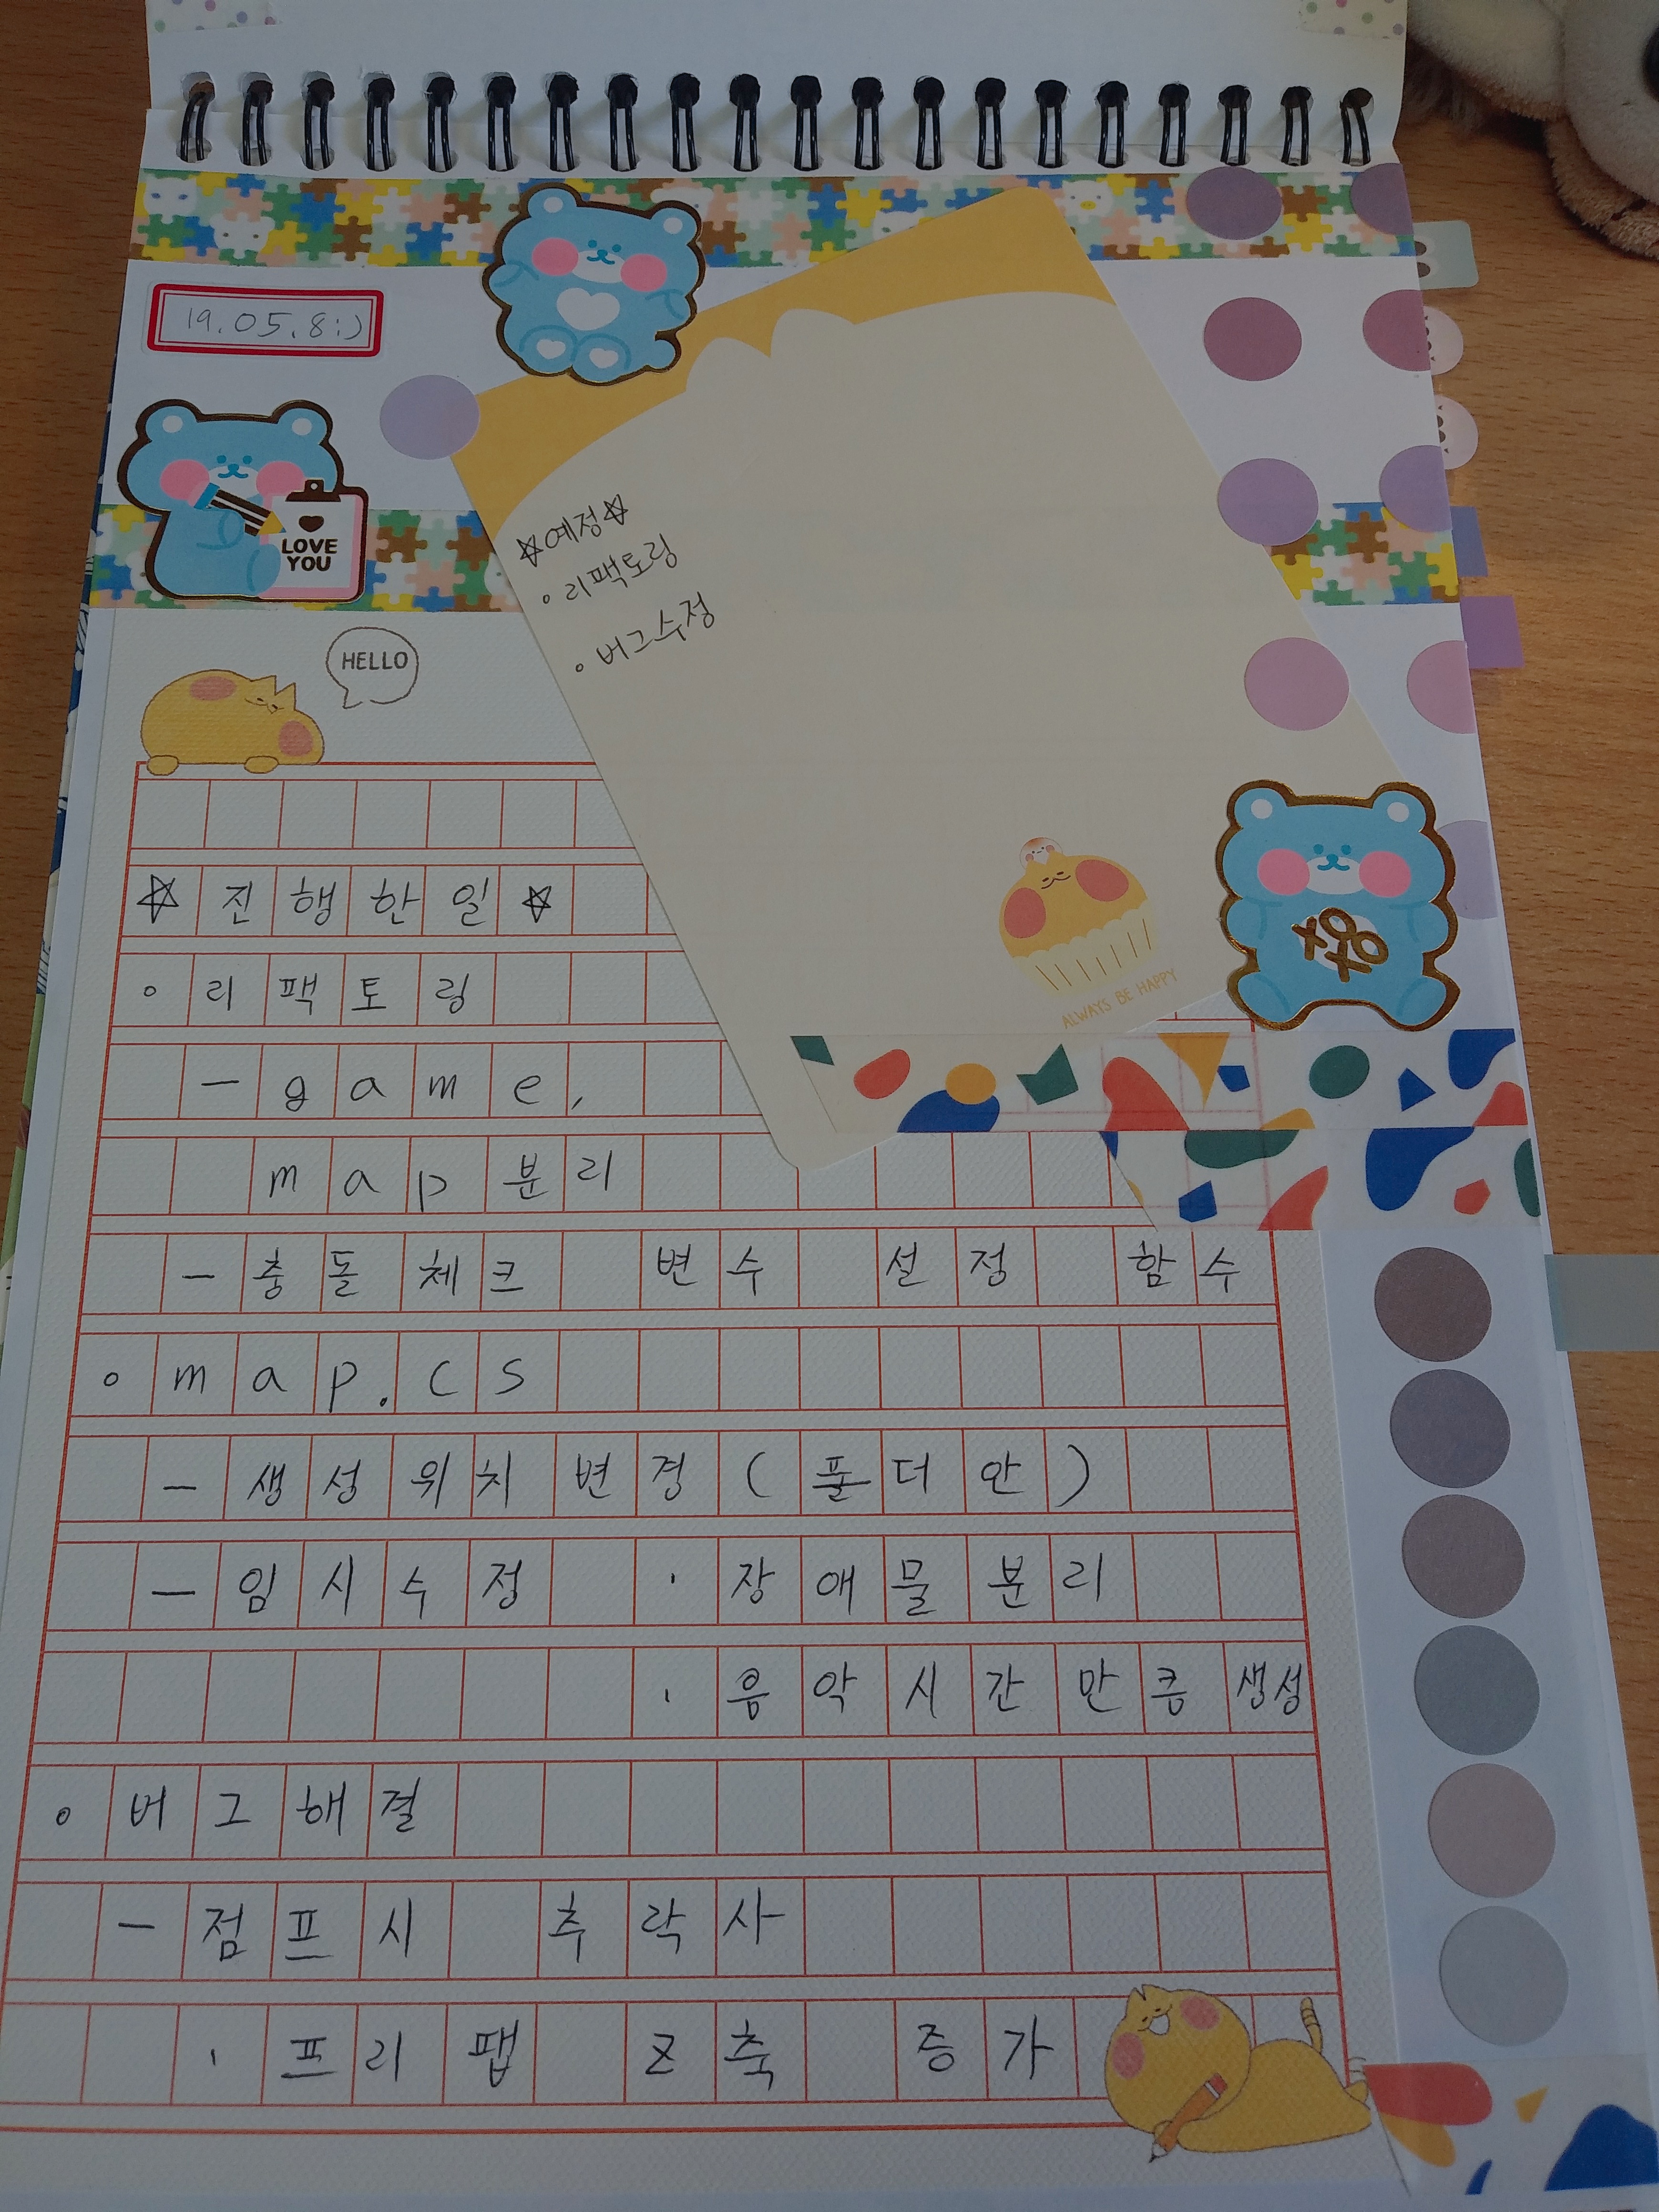 19.05.8:)
LOVE
YOU
☆예정☆
◦ 리팩토링
◦ 버그수정
HELLO
☆진행한일☆
◦ 리팩토링
- game,
map분리
- 충돌체크 변수 설정 함수
◦ map.cs
- 생성위치변경(풀더안)
- 임시수정 · 장애물분리
· 음악시간만큼생성
◦ 버그해결
- 점프시 추락사
· 프리팹 z축 증가
ALWAYS BE HAPPY